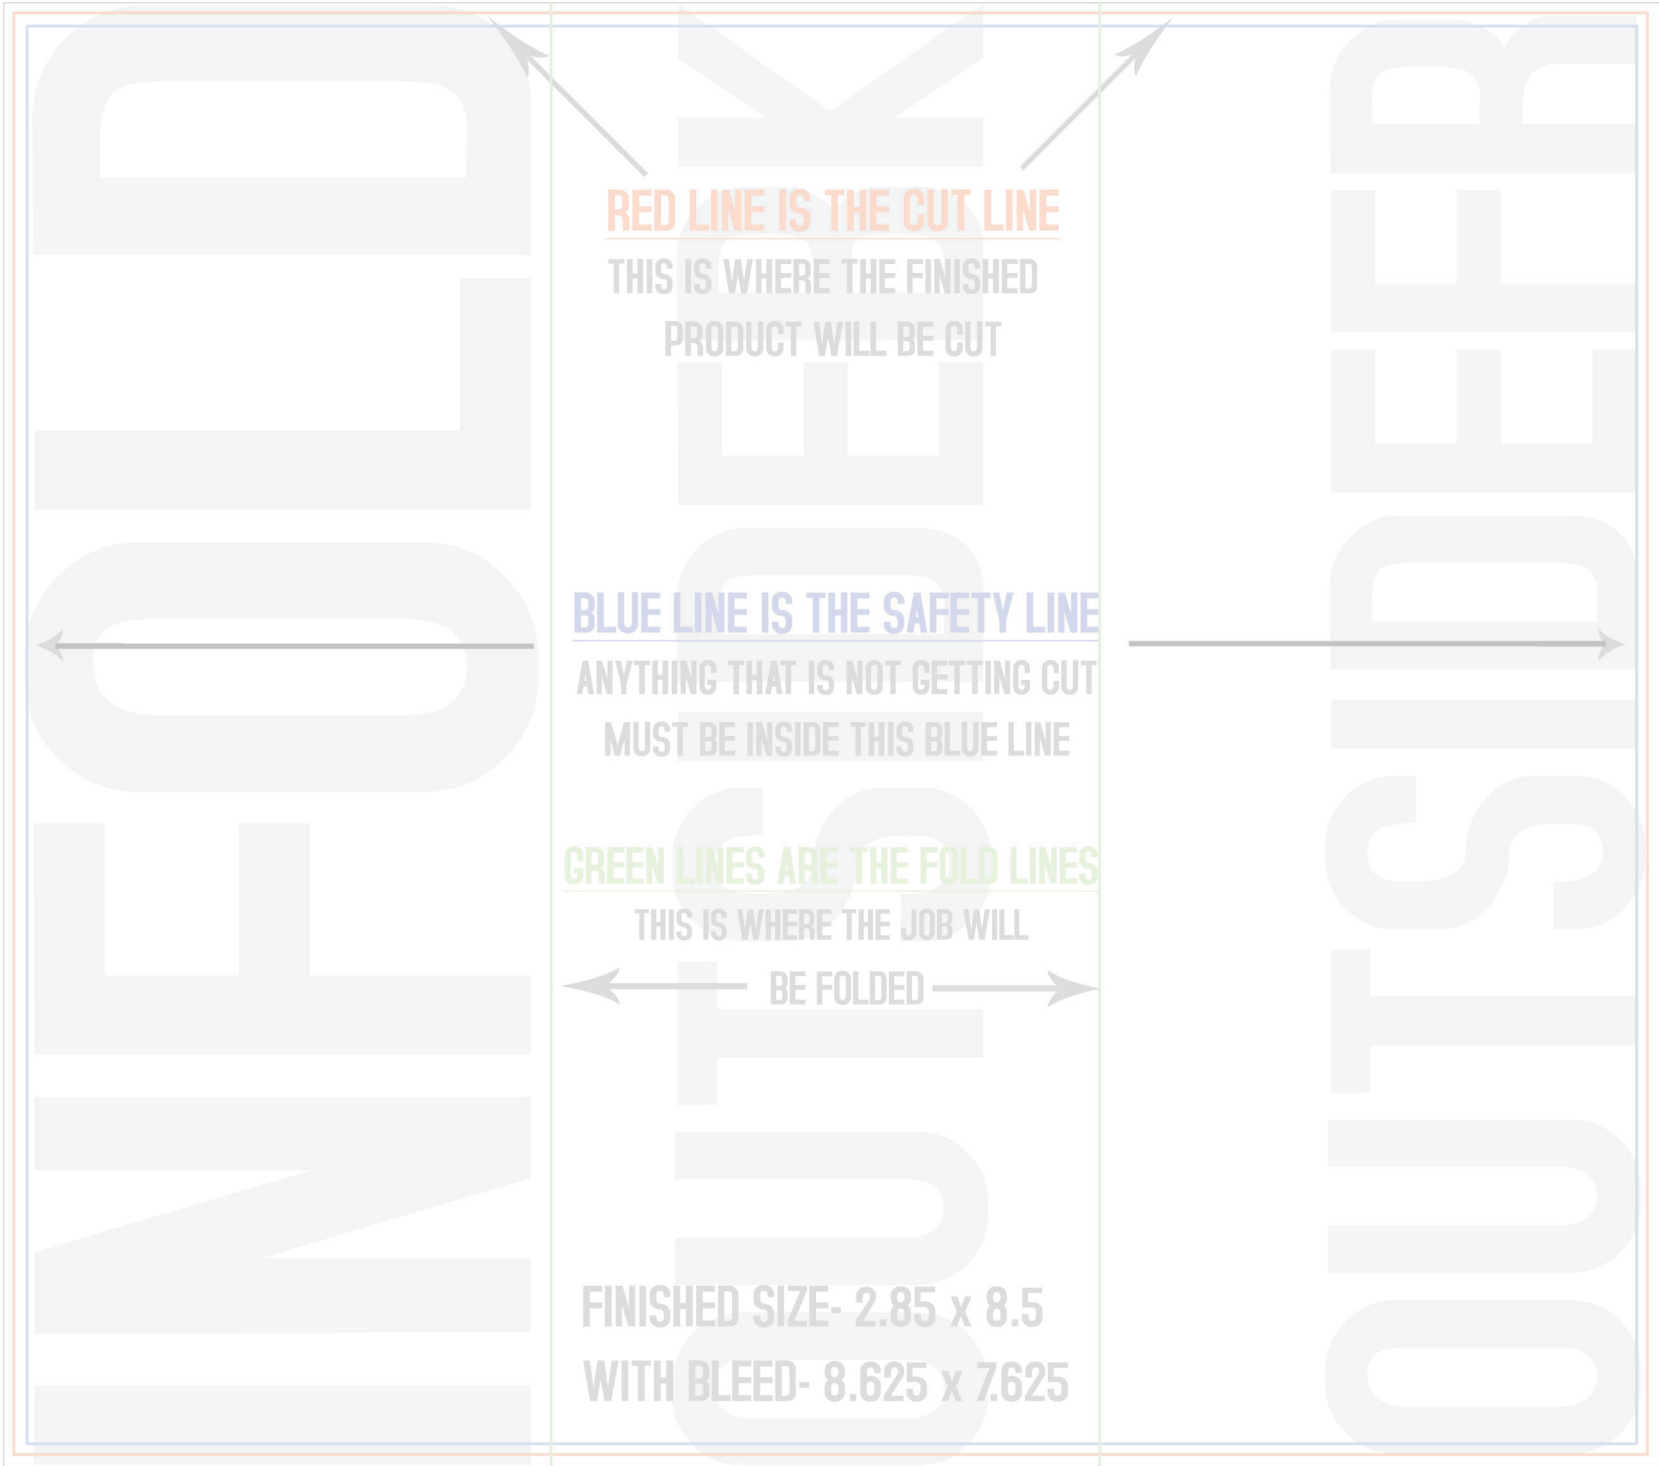 INFOLD
OUTSIDEBK
OUTSIDEFR
RED LINE IS THE CUT LINE
THIS IS WHERE THE FINISHED
PRODUCT WILL BE CUT
BLUE LINE IS THE SAFETY LINE
ANYTHING THAT IS NOT GETTING CUT
MUST BE INSIDE THIS BLUE LINE
GREEN LINES ARE THE FOLD LINES
THIS IS WHERE THE JOB WILL
BE FOLDED
FINISHED SIZE- 2.85 x 8.5
WITH BLEED- 8.625 x 7.625